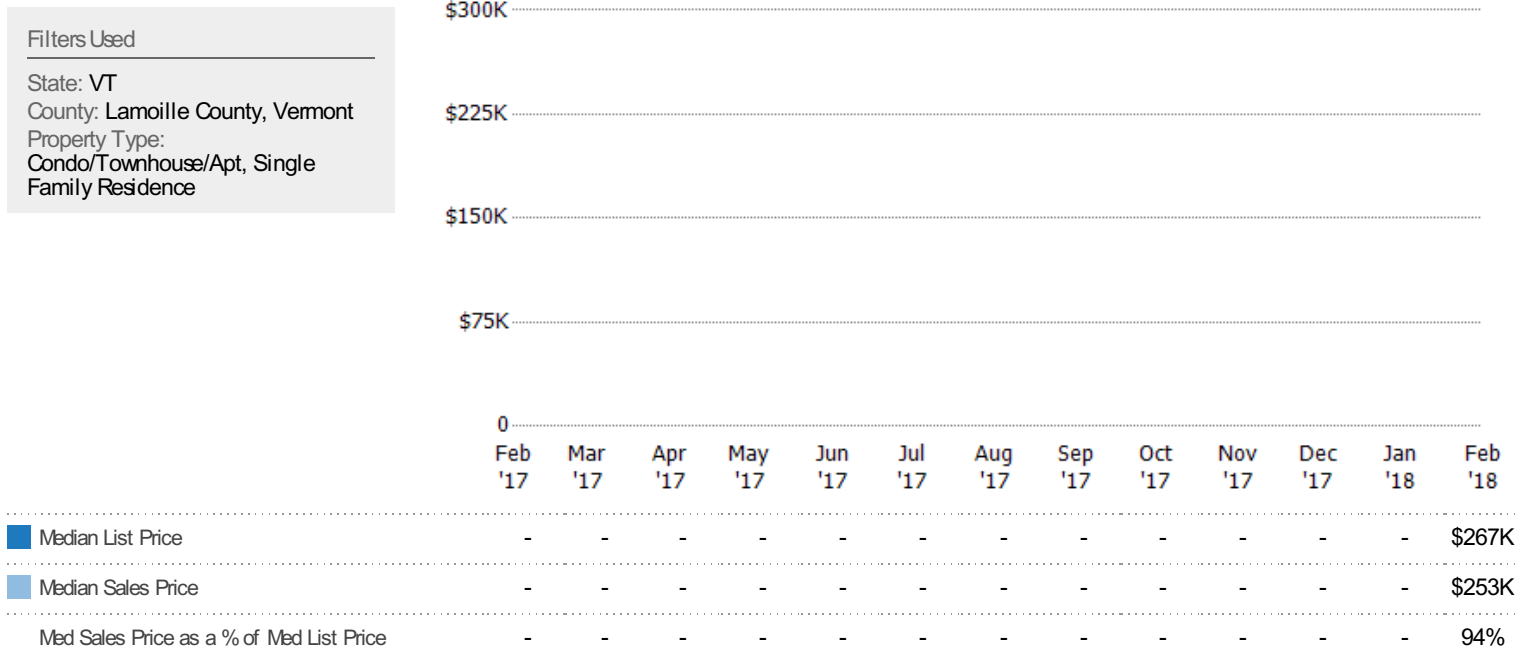 Filters Used
State: VT
County: Lamoille County, Vermont
Property Type:
Condo/Townhouse/Apt, Single
Family Residence
$300K
$225K
$150K
$75K
0
Feb '17 Mar '17 Apr '17 May '17 Jun '17 Jul '17 Aug '17 Sep '17 Oct '17 Nov '17 Dec '17 Jan '18 Feb '18
Median List Price - - - - - - - - - - - - $267K
Median Sales Price - - - - - - - - - - - - $253K
Med Sales Price as a % of Med List Price - - - - - - - - - - - - 94%